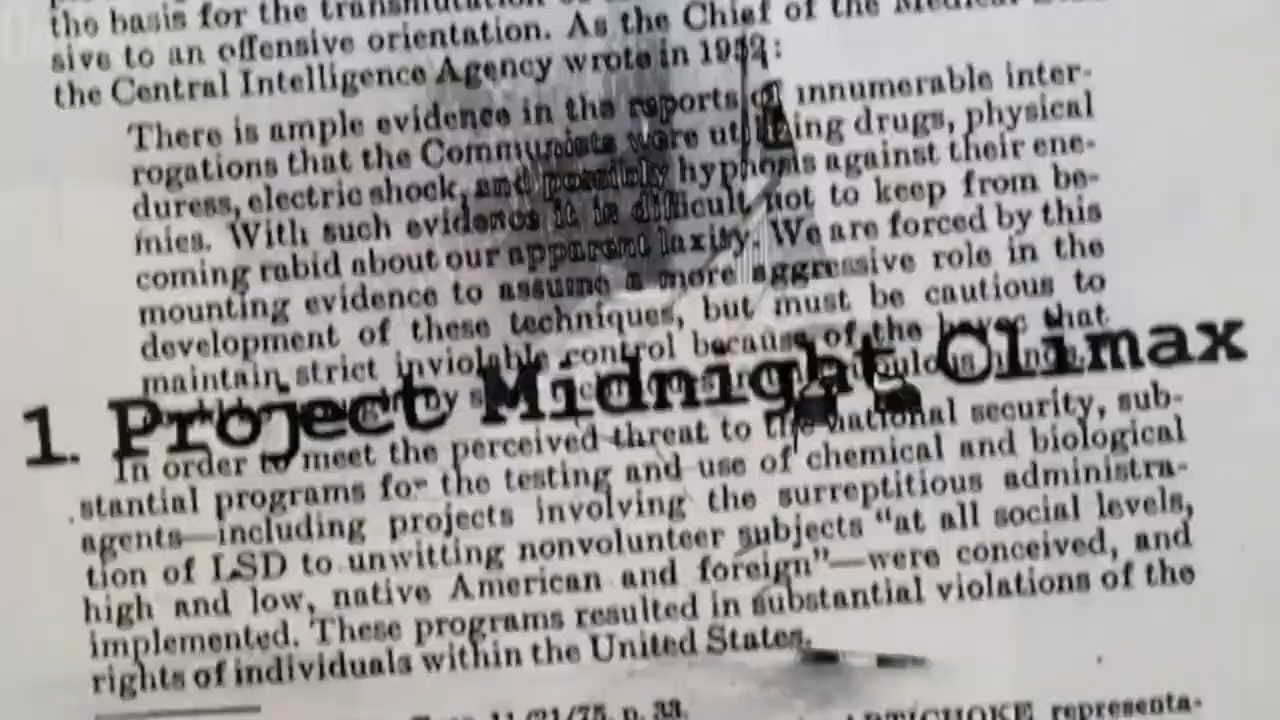 the basis for the
sive to an offensive orientation. As the Chief of the Medical
the Central Intelligence Agency wrote in 1952:
There is ample evidence in the reports of innumerable inter-
rogations that the Communists were utilizing drugs, physical
duress, electric shock, and possibly hypnosis against their ene-
mies. With such evidence it is difficult not to keep from be-
coming rabid about our apparent laxity. We are forced by this
mounting evidence to assume a more aggressive role in the
development of these techniques, but must be cautious to
maintain strict inviolable control because of the havoc that
1. Project Midnight Climax
In order to meet the perceived threat to the national security, sub-
stantial programs for the testing and use of chemical and biological
agents—including projects involving the surreptitious administra-
tion of LSD to unwitting nonvolunteer subjects "at all social levels,
high and low, native American and foreign"—were conceived, and
implemented. These programs resulted in substantial violations of the
rights of individuals within the United States.
11/21/75, p. 33.
ARTICHOKE representa-